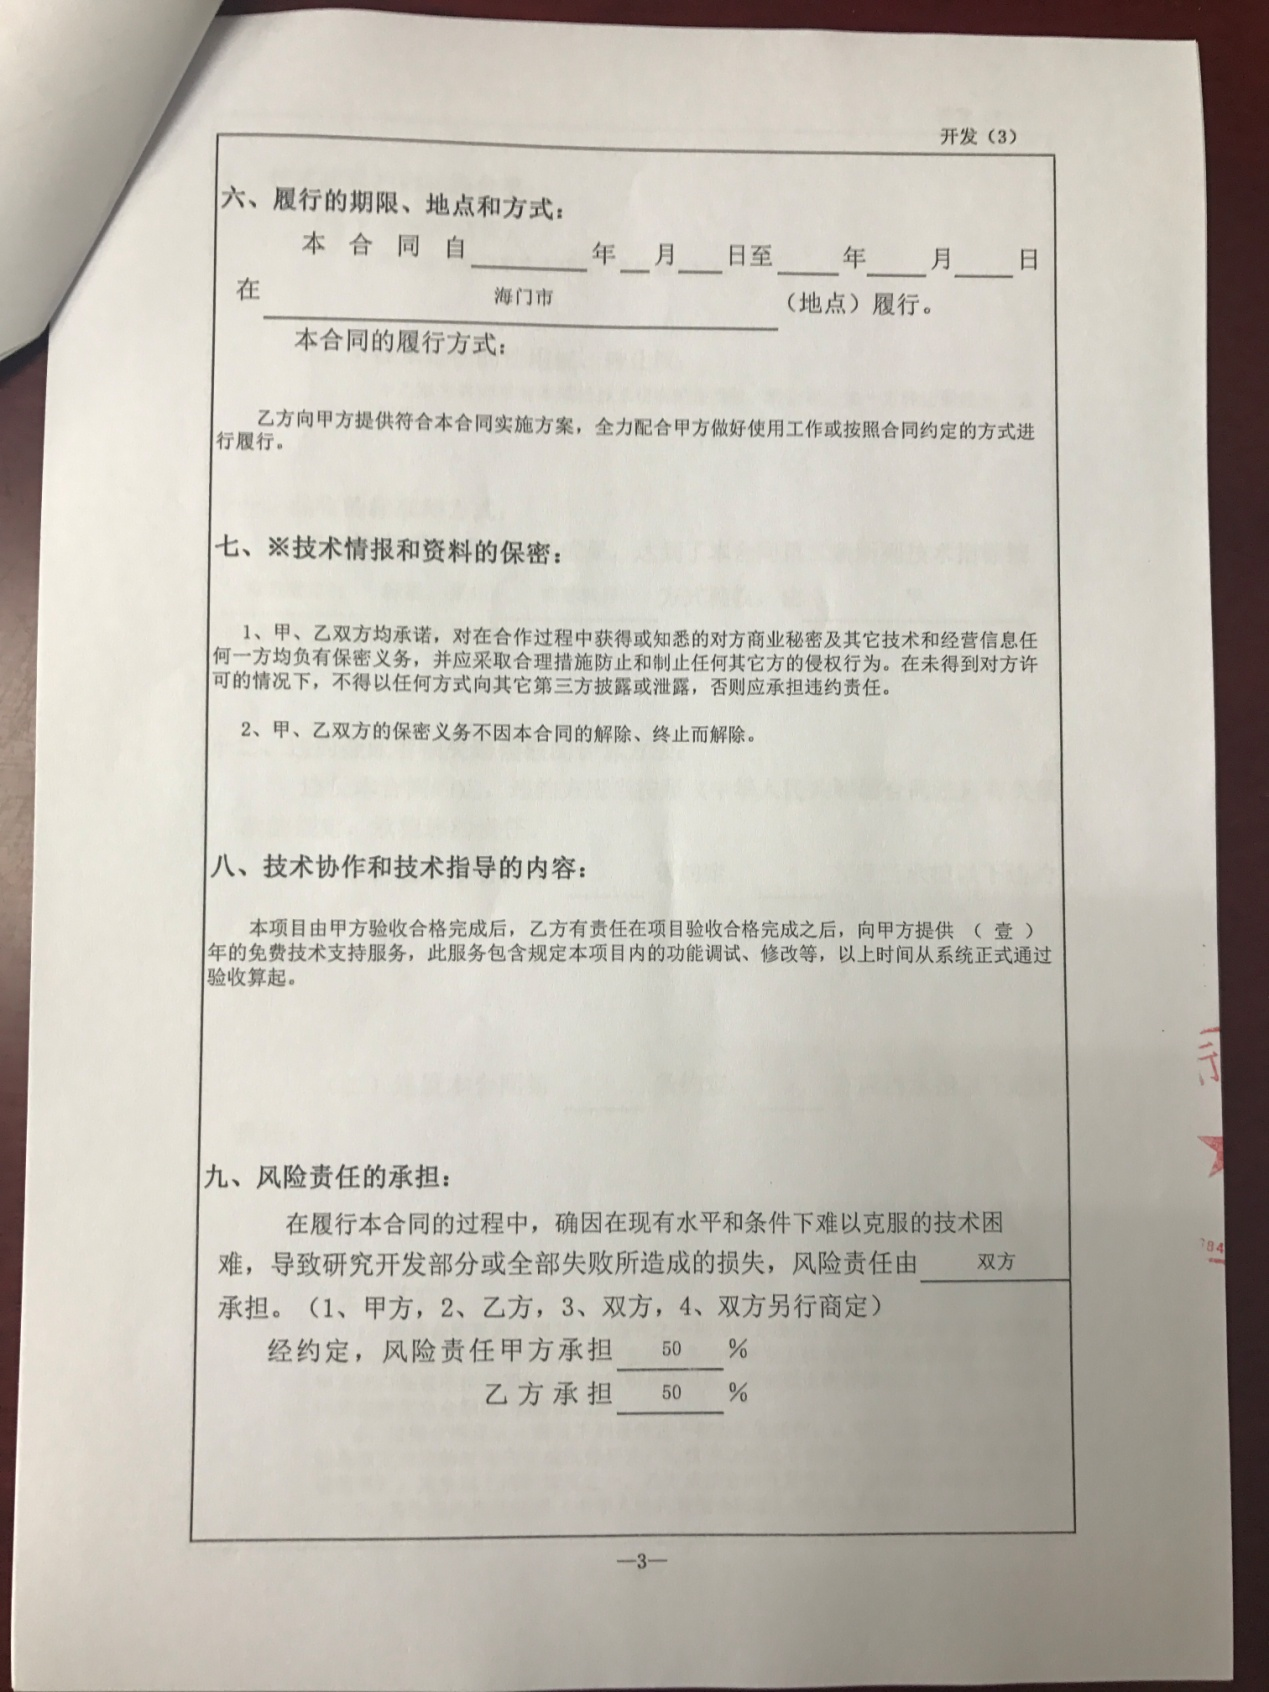 开发（3）
六、履行的期限、地点和方式：
本 合 同 自______年__月__日至____年____月____日
在 海门市 （地点）履行。
本合同的履行方式：
乙方向甲方提供符合本合同实施方案，全力配合甲方做好使用工作或按照合同约定的方式进
行履行。
七、※技术情报和资料的保密：
1、甲、乙双方均承诺，对在合作过程中获得或知悉的对方商业秘密及其它技术和经营信息任
何一方均负有保密义务，并应采取合理措施防止和制止任何其它方的侵权行为。在未得到对方许
可的情况下，不得以任何方式向其它第三方披露或泄露，否则应承担违约责任。
2、甲、乙双方的保密义务不因本合同的解除、终止而解除。
八、技术协作和技术指导的内容：
本项目由甲方验收合格完成后，乙方有责任在项目验收合格完成之后，向甲方提供 （ 壹 ）
年的免费技术支持服务，此服务包含规定本项目内的功能调试、修改等，以上时间从系统正式通过
验收算起。
九、风险责任的承担：
在履行本合同的过程中，确因在现有水平和条件下难以克服的技术困
难，导致研究开发部分或全部失败所造成的损失，风险责任由 双方
承担。（1、甲方，2、乙方，3、双方，4、双方另行商定）
经约定，风险责任甲方承担 50 %
乙 方 承 担 50 %
—3—